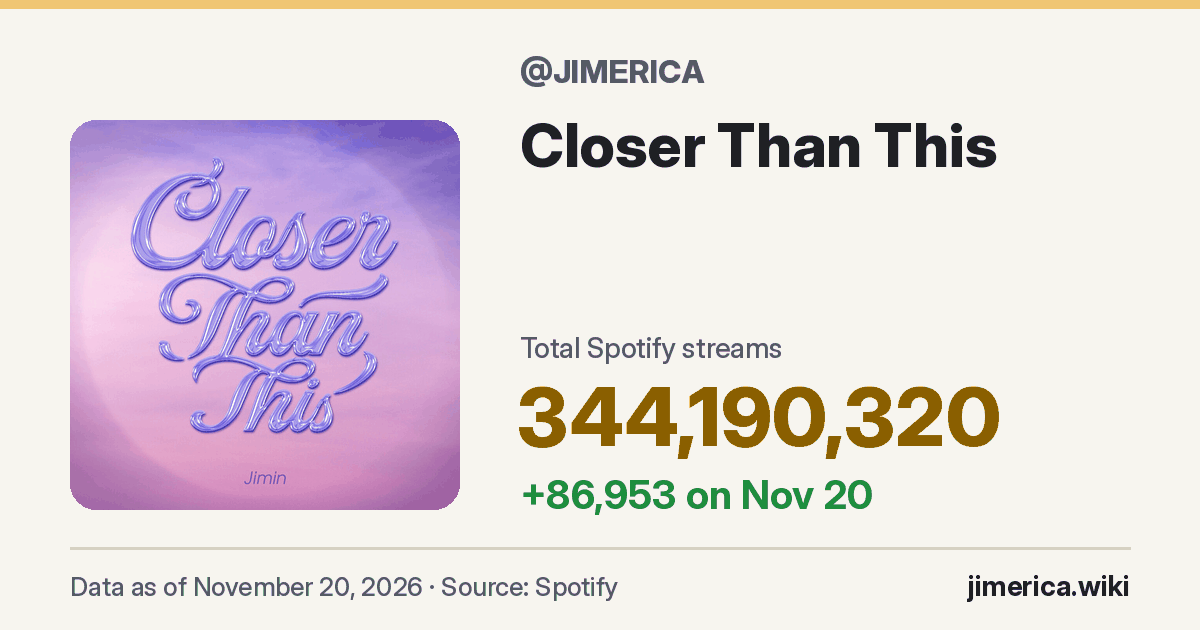 @JIMERICA
Closer Than This
Closer
Than
This
Jimin
Total Spotify streams
344,190,320
+86,953 on Nov 20
Data as of November 20, 2026 · Source: Spotify
jimerica.wiki